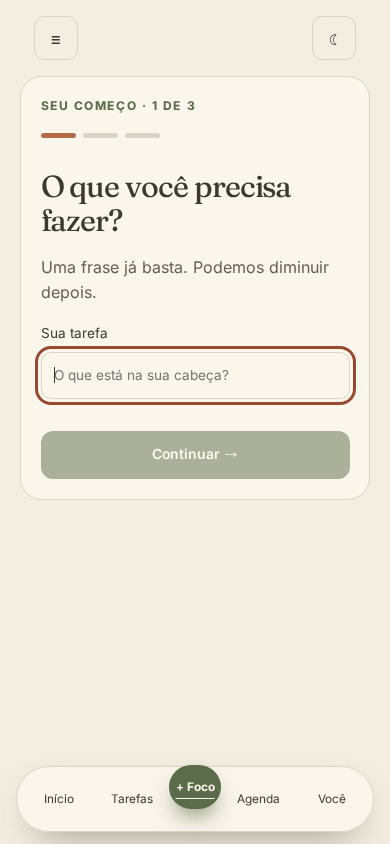 SEU COMEÇO · 1 DE 3
O que você precisa
fazer?
Uma frase já basta. Podemos diminuir
depois.
Sua tarefa
O que está na sua cabeça?
Continuar →
Início
Tarefas
+ Foco
Agenda
Você